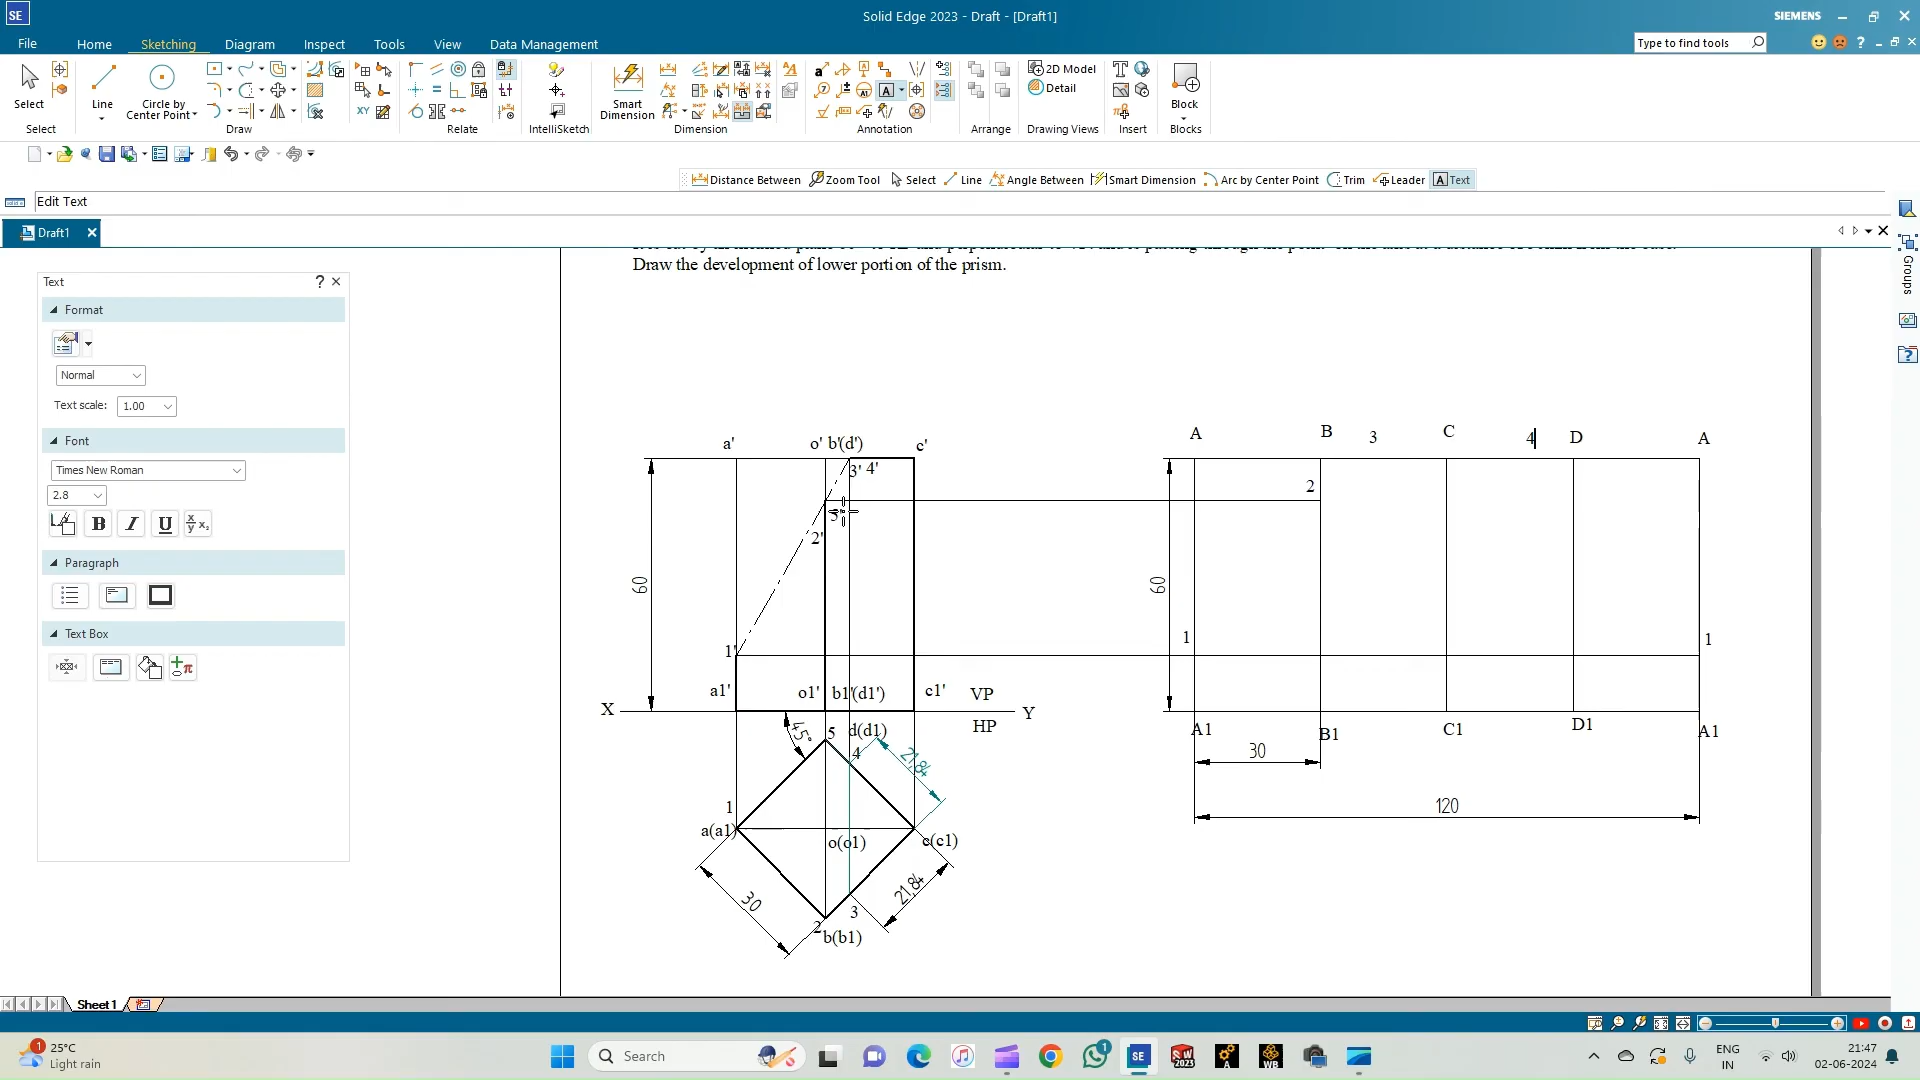 SE
Solid Edge 2023 - Draft - [Draft1]
SIEMENS
File
Home
Sketching
Diagram
Inspect
Tools
View
Data Management
Type to find tools
Select
Line
Circle by
Center Point
Smart
Dimension
2D Model
Detail
Block
Select
Draw
Relate
IntelliSketch
Dimension
Annotation
Arrange
Drawing Views
Insert
Blocks
Distance Between
Zoom Tool
Select
Line
Angle Between
Smart Dimension
Arc by Center Point
Trim
Leader
Text
Edit Text
Draft1
Groups
Text
Format
Normal
Text scale:
1.00
Font
Times New Roman
2.8
Paragraph
Text Box
Draw the development of lower portion of the prism.
a'
o' b'(d')
c'
3' 4'
5'
2'
60
1'
a1'
o1'
b1'(d1')
c1'
VP
X
Y
HP
45°
5
d(d1)
4
21,84
1
a(a1)
o(o1)
c(c1)
30
21,84
2
3
b(b1)
A
B
3
C
4
D
A
2
60
1
1
A1
B1
C1
D1
A1
30
120
Sheet1
25°C
Light rain
Search
ENG
IN
21:47
02-06-2024